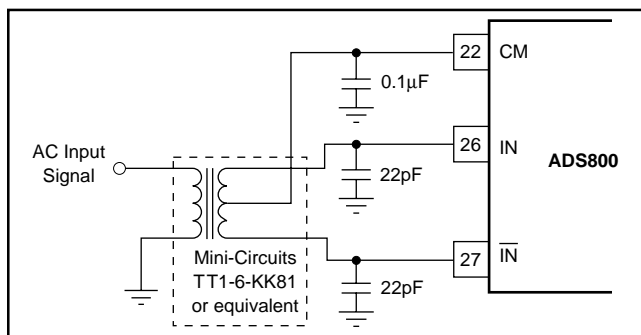 22 CM
0.1µF
AC Input
Signal
26 IN
ADS800
22pF
Mini-Circuits
TT1-6-KK81
or equivalent
27 I̅N̅
22pF